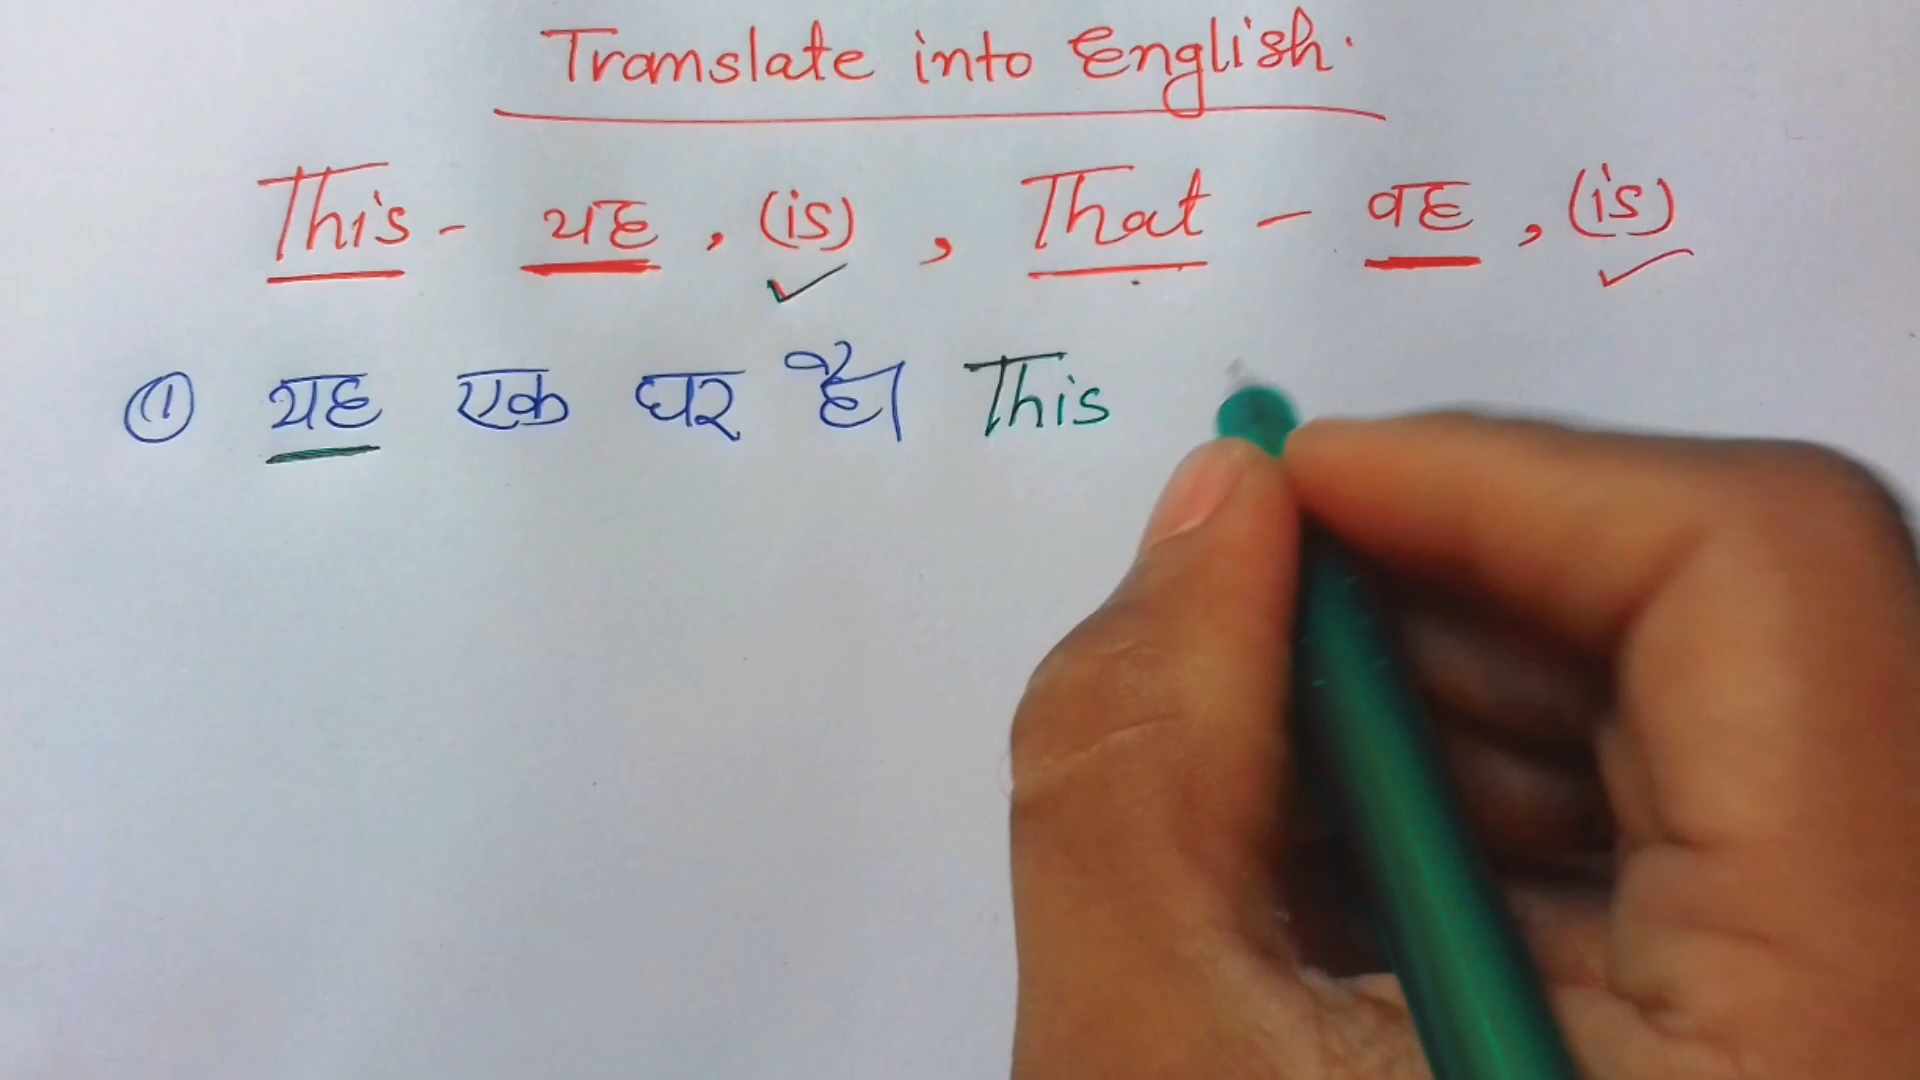 Translate into English.
This - यह , (is) , That - वह , (is)
① यह एक घर है। This